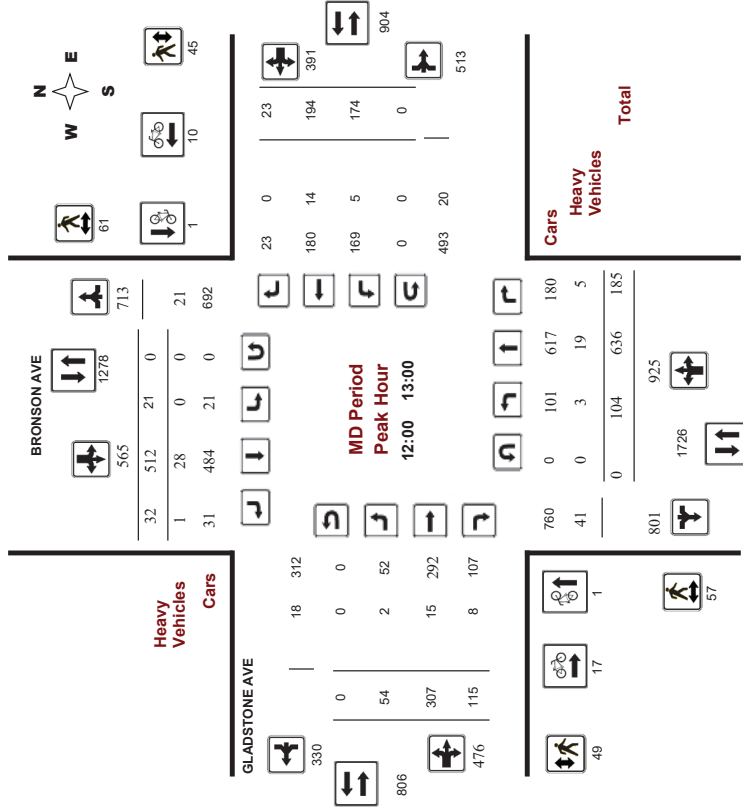 N
W E
S
45
10
61
1
BRONSON AVE
1278
565
713
32 512 21 0
1 28 0 0 21
31 484 21 0 692
Heavy
Vehicles
Cars
904
391
513
23 0 23
180 14 194
169 5 174
0 0 0
493 20
MD Period
Peak Hour
12:00 13:00
GLADSTONE AVE
330
806
476
18 312
0 0 0
54 2 52
307 15 292
115 8 107
Cars
Heavy
Vehicles
Total
760 0 101 617 180
41 0 3 19 5
0 104 636 185
801
925
1726
1
17
49
57